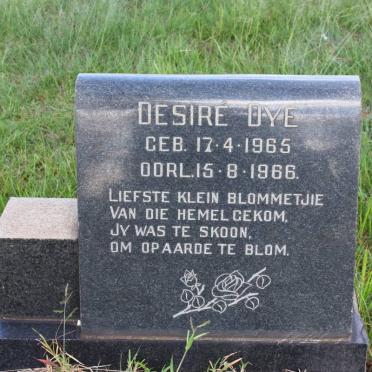 DESIRÉ DYE
GEB. 17·4·1965
OORL. 15·8·1966.
LIEFSTE KLEIN BLOMMETJIE
VAN DIE HEMEL GEKOM,
JY WAS TE SKOON,
OM OP AARDE TE BLOM.